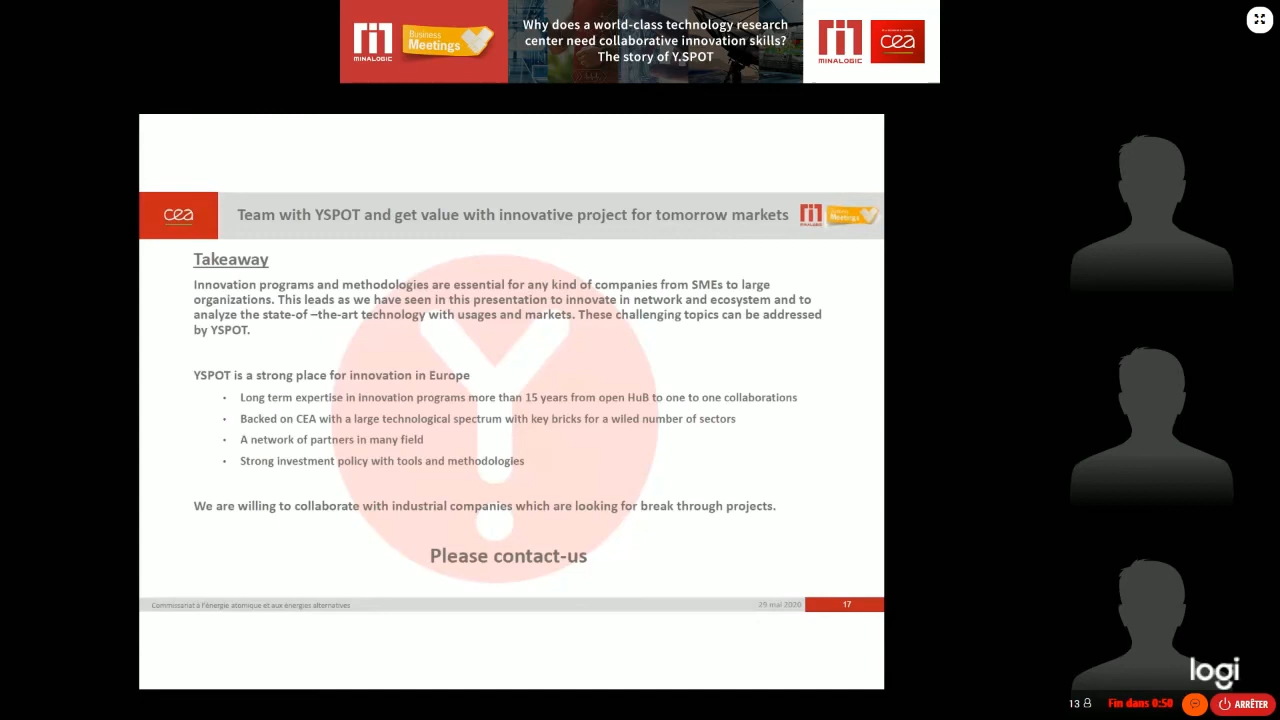 MINALOGIC
Business
Meetings
Why does a world-class technology research
center need collaborative innovation skills?
The story of Y.SPOT
MINALOGIC
cea
cea
Team with YSPOT and get value with innovative project for tomorrow markets
MINALOGIC
Business
Meetings
Takeaway
Innovation programs and methodologies are essential for any kind of companies from SMEs to large
organizations. This leads as we have seen in this presentation to innovate in network and ecosystem and to
analyze the state-of –the-art technology with usages and markets. These challenging topics can be addressed
by YSPOT.
YSPOT is a strong place for innovation in Europe
• Long term expertise in innovation programs more than 15 years from open HuB to one to one collaborations
• Backed on CEA with a large technological spectrum with key bricks for a wiled number of sectors
• A network of partners in many field
• Strong investment policy with tools and methodologies
We are willing to collaborate with industrial companies which are looking for break through projects.
Please contact-us
Commissariat à l'énergie atomique et aux énergies alternatives
29 mai 2020
17
logi
13
Fin dans 0:50
ARRÊTER